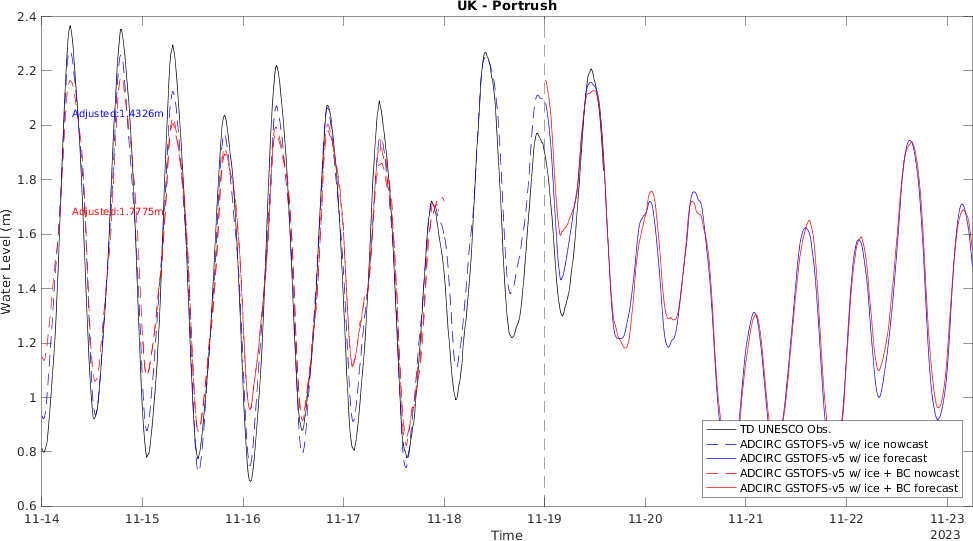 UK - Portrush
2.4
2.2
2
1.8
1.6
1.4
1.2
1
0.8
0.6
Water Level (m)
Adjusted:1.4326m
Adjusted:1.7775m
TD UNESCO Obs.
ADCIRC GSTOFS-v5 w/ ice nowcast
ADCIRC GSTOFS-v5 w/ ice forecast
ADCIRC GSTOFS-v5 w/ ice + BC nowcast
ADCIRC GSTOFS-v5 w/ ice + BC forecast
11-14 11-15 11-16 11-17 11-18 11-19 11-20 11-21 11-22 11-23
2023
Time